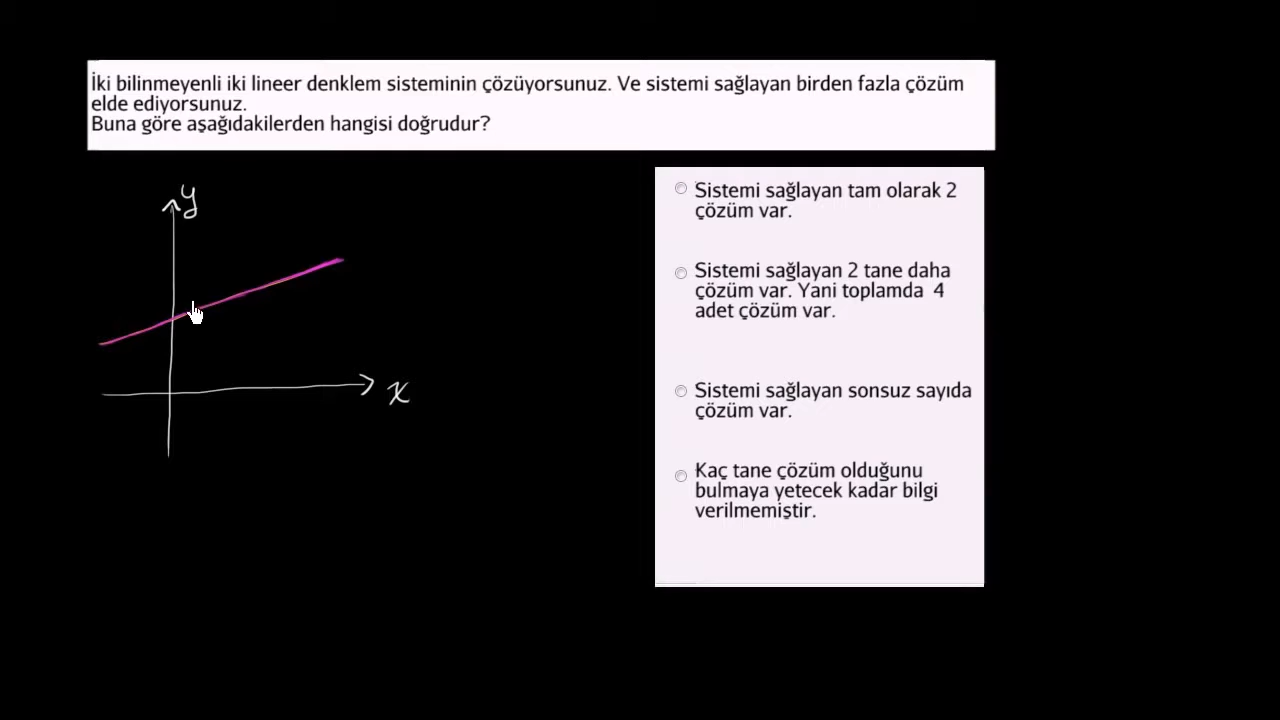 İki bilinmeyenli iki lineer denklem sisteminin çözüyorsunuz. Ve sistemi sağlayan birden fazla çözüm
elde ediyorsunuz.
Buna göre aşağıdakilerden hangisi doğrudur?
y
x
Sistemi sağlayan tam olarak 2
çözüm var.
Sistemi sağlayan 2 tane daha
çözüm var. Yani toplamda 4
adet çözüm var.
Sistemi sağlayan sonsuz sayıda
çözüm var.
Kaç tane çözüm olduğunu
bulmaya yetecek kadar bilgi
verilmemiştir.